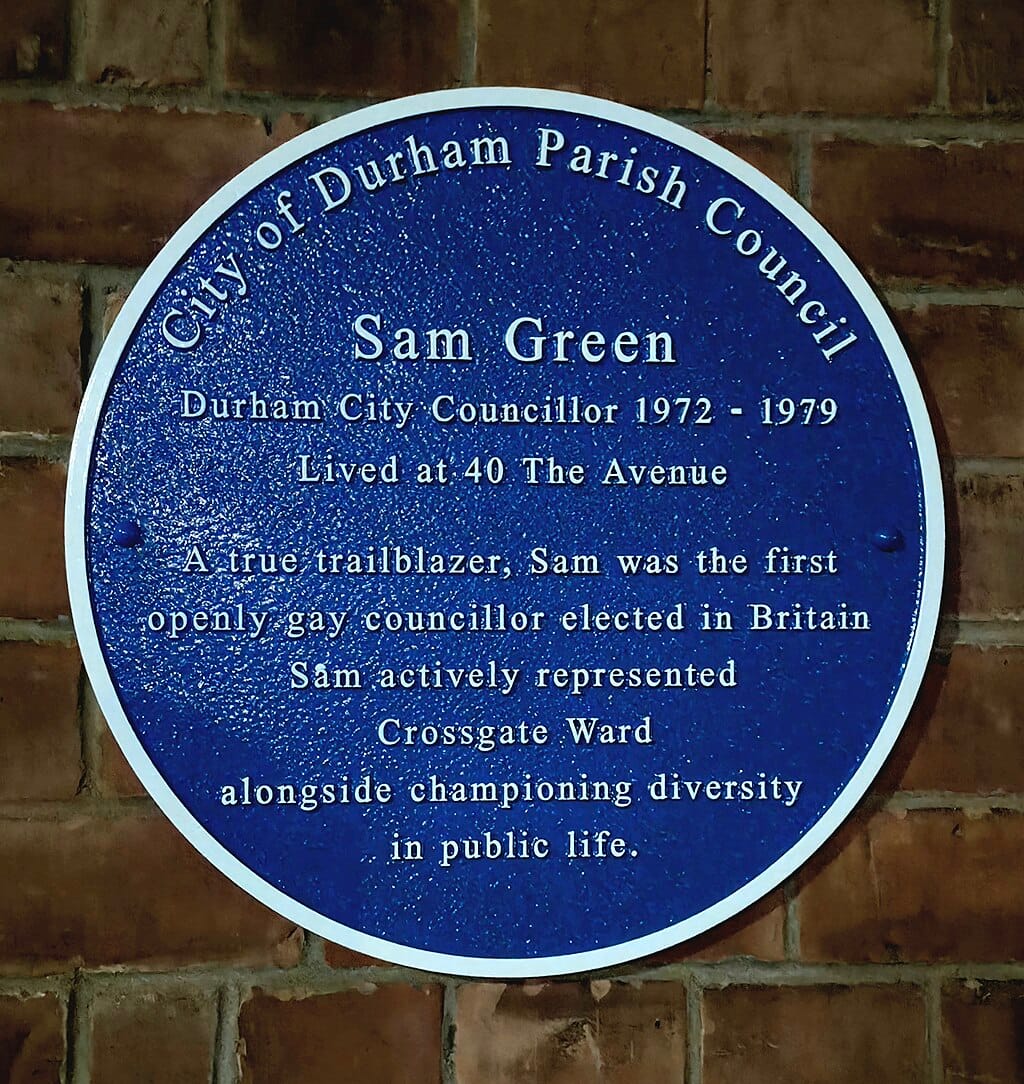 City of Durham Parish Council
Sam Green
Durham City Councillor 1972 - 1979
Lived at 40 The Avenue
A true trailblazer, Sam was the first
openly gay councillor elected in Britain
Sam actively represented
Crossgate Ward
alongside championing diversity
in public life.